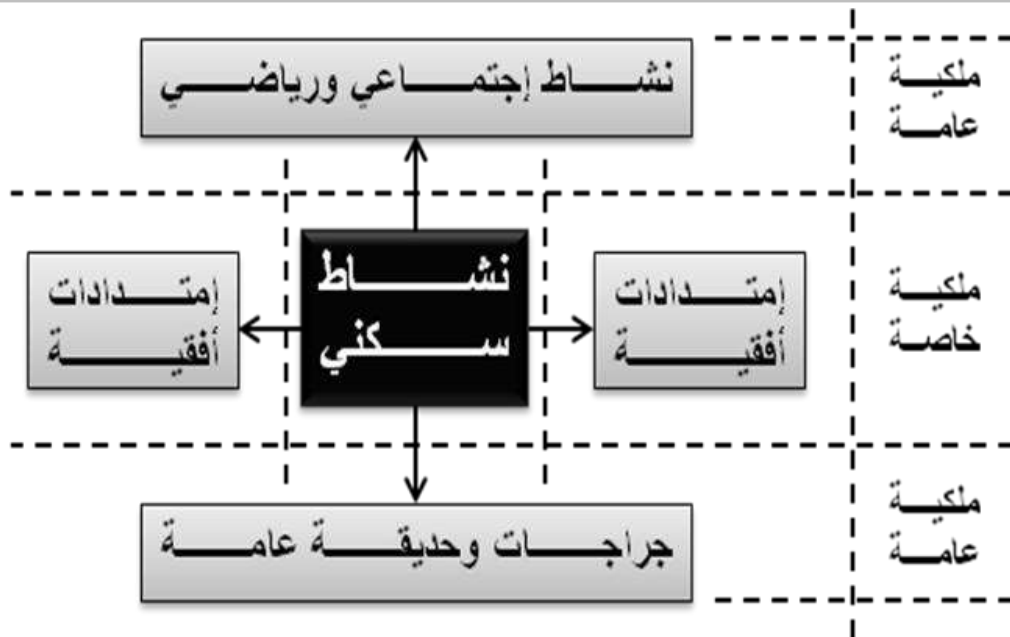 ملكية
عامة
نشاط إجتماعي ورياضي
ملكية
خاصة
إمتدادات
أفقية
نشاط
سكني
إمتدادات
أفقية
ملكية
عامة
جراجات وحديقة عامة